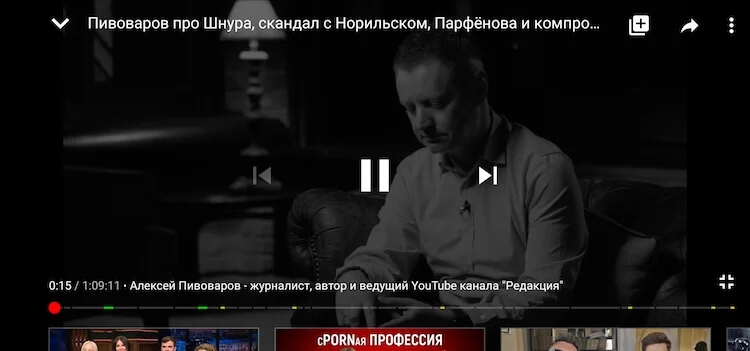 Пивоваров про Шнура, скандал с Норильском, Парфёнова и компро...
0:15 / 1:09:11 • Алексей Пивоваров - журналист, автор и ведущий YouTube канала "Редакция"
сPORNая ПРОФЕССИЯ